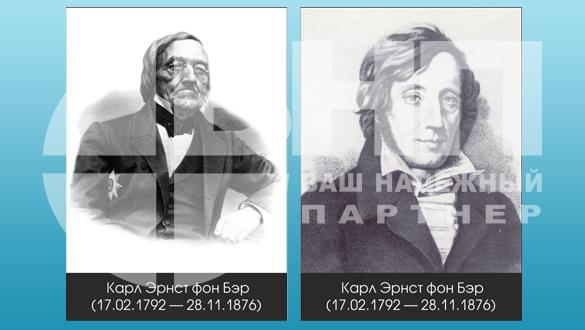 ВАШ НАДЕЖНЫЙ
ПАРТНЕР
Карл Эрнст фон Бэр
(17.02.1792 — 28.11.1876)
Карл Эрнст фон Бэр
(17.02.1792 — 28.11.1876)